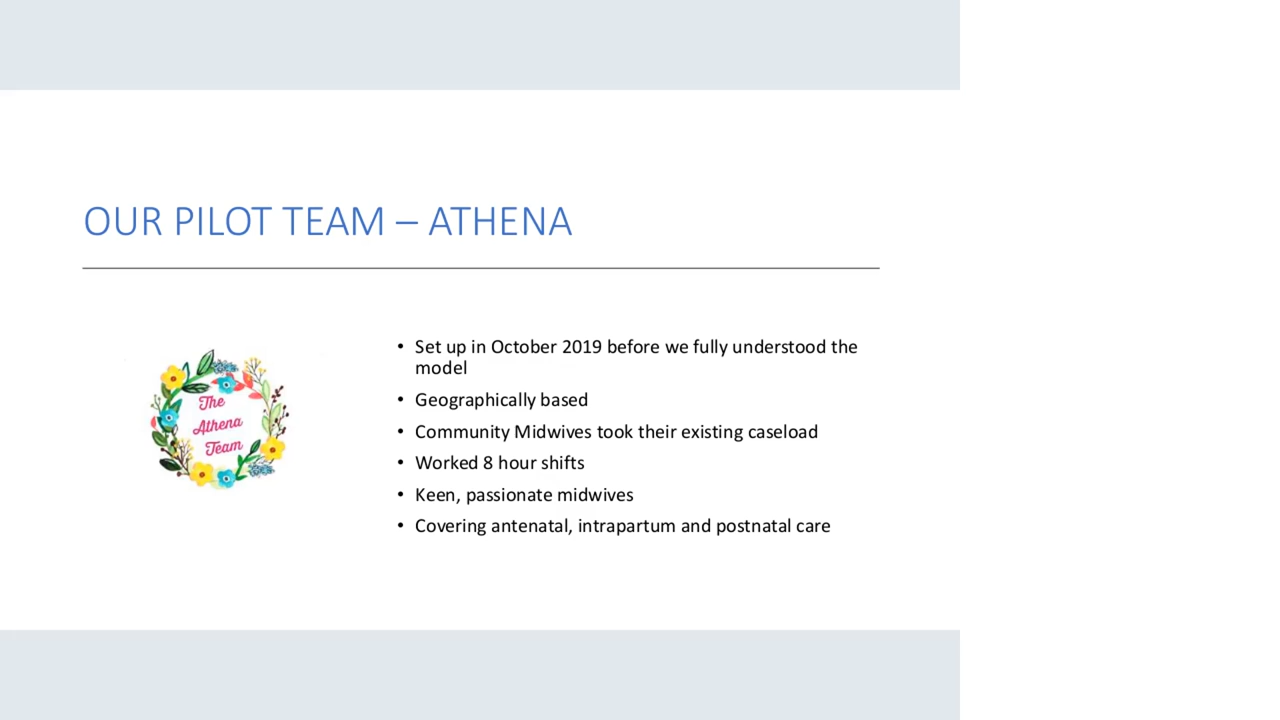 OUR PILOT TEAM – ATHENA
The
Athena
Team
• Set up in October 2019 before we fully understood the
model
• Geographically based
• Community Midwives took their existing caseload
• Worked 8 hour shifts
• Keen, passionate midwives
• Covering antenatal, intrapartum and postnatal care